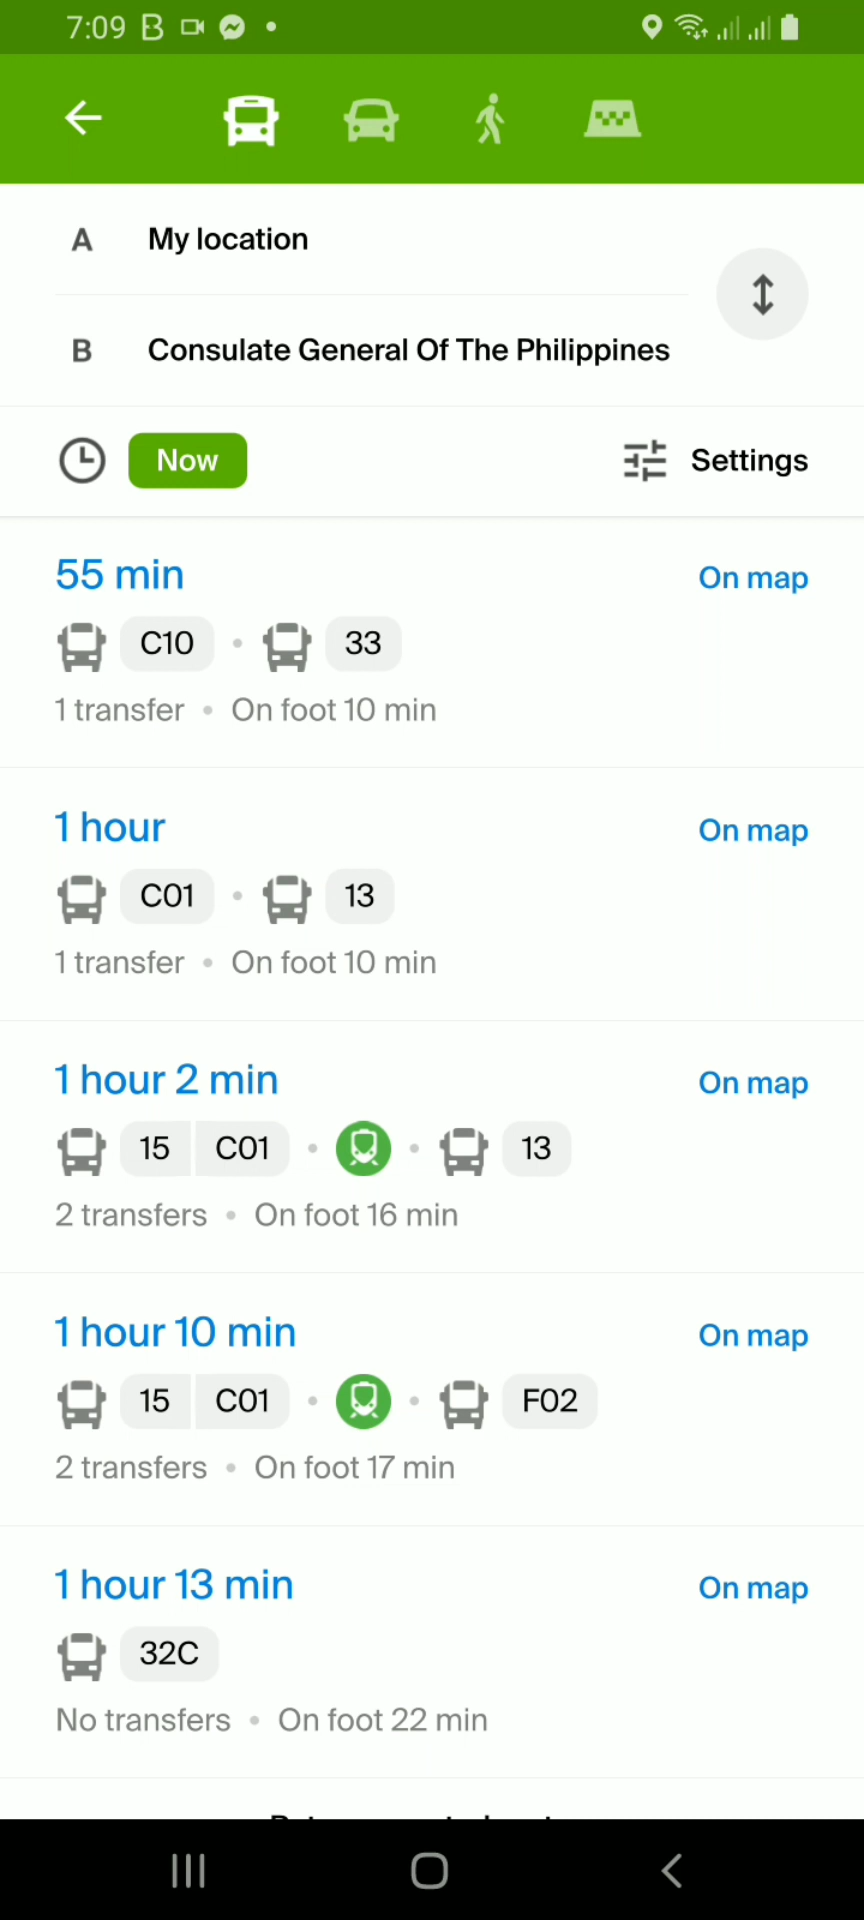 7:09
A My location
B Consulate General Of The Philippines
Now Settings
55 min On map
C10 • 33
1 transfer • On foot 10 min
1 hour On map
C01 • 13
1 transfer • On foot 10 min
1 hour 2 min On map
15 C01 • • 13
2 transfers • On foot 16 min
1 hour 10 min On map
15 C01 • • F02
2 transfers • On foot 17 min
1 hour 13 min On map
32C
No transfers • On foot 22 min